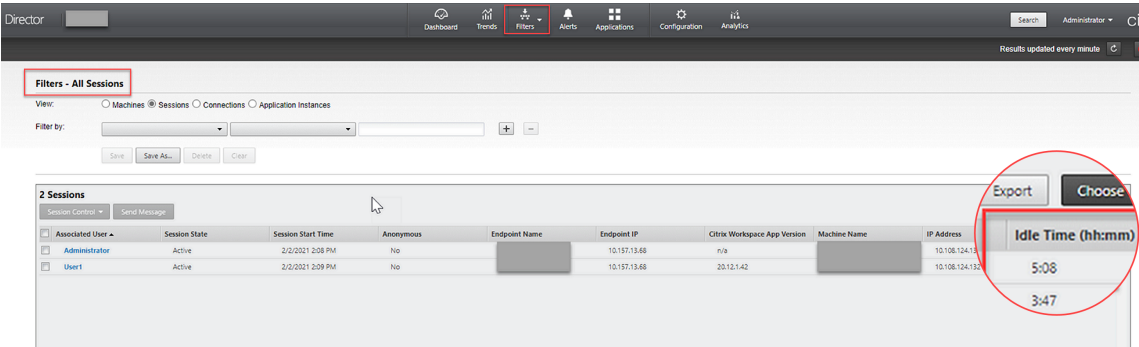 Director
Dashboard Trends Filters Alerts Applications Configuration Analytics
Search Administrator
Results updated every minute
Filters - All Sessions
View: Machines Sessions Connections Application Instances
Filter by:
Save Save As... Delete Clear
2 Sessions
Export Choose
Session Control Send Message
Associated User Session State Session Start Time Anonymous Endpoint Name Endpoint IP Citrix Workspace App Version Machine Name IP Address Idle Time (hh:mm)
Administrator Active 2/2/2021 2:08 PM No 10.157.13.68 n/a 10.108.124.13 5:08
User1 Active 2/2/2021 2:09 PM No 10.157.13.68 20.12.1.42 10.108.124.132 3:47